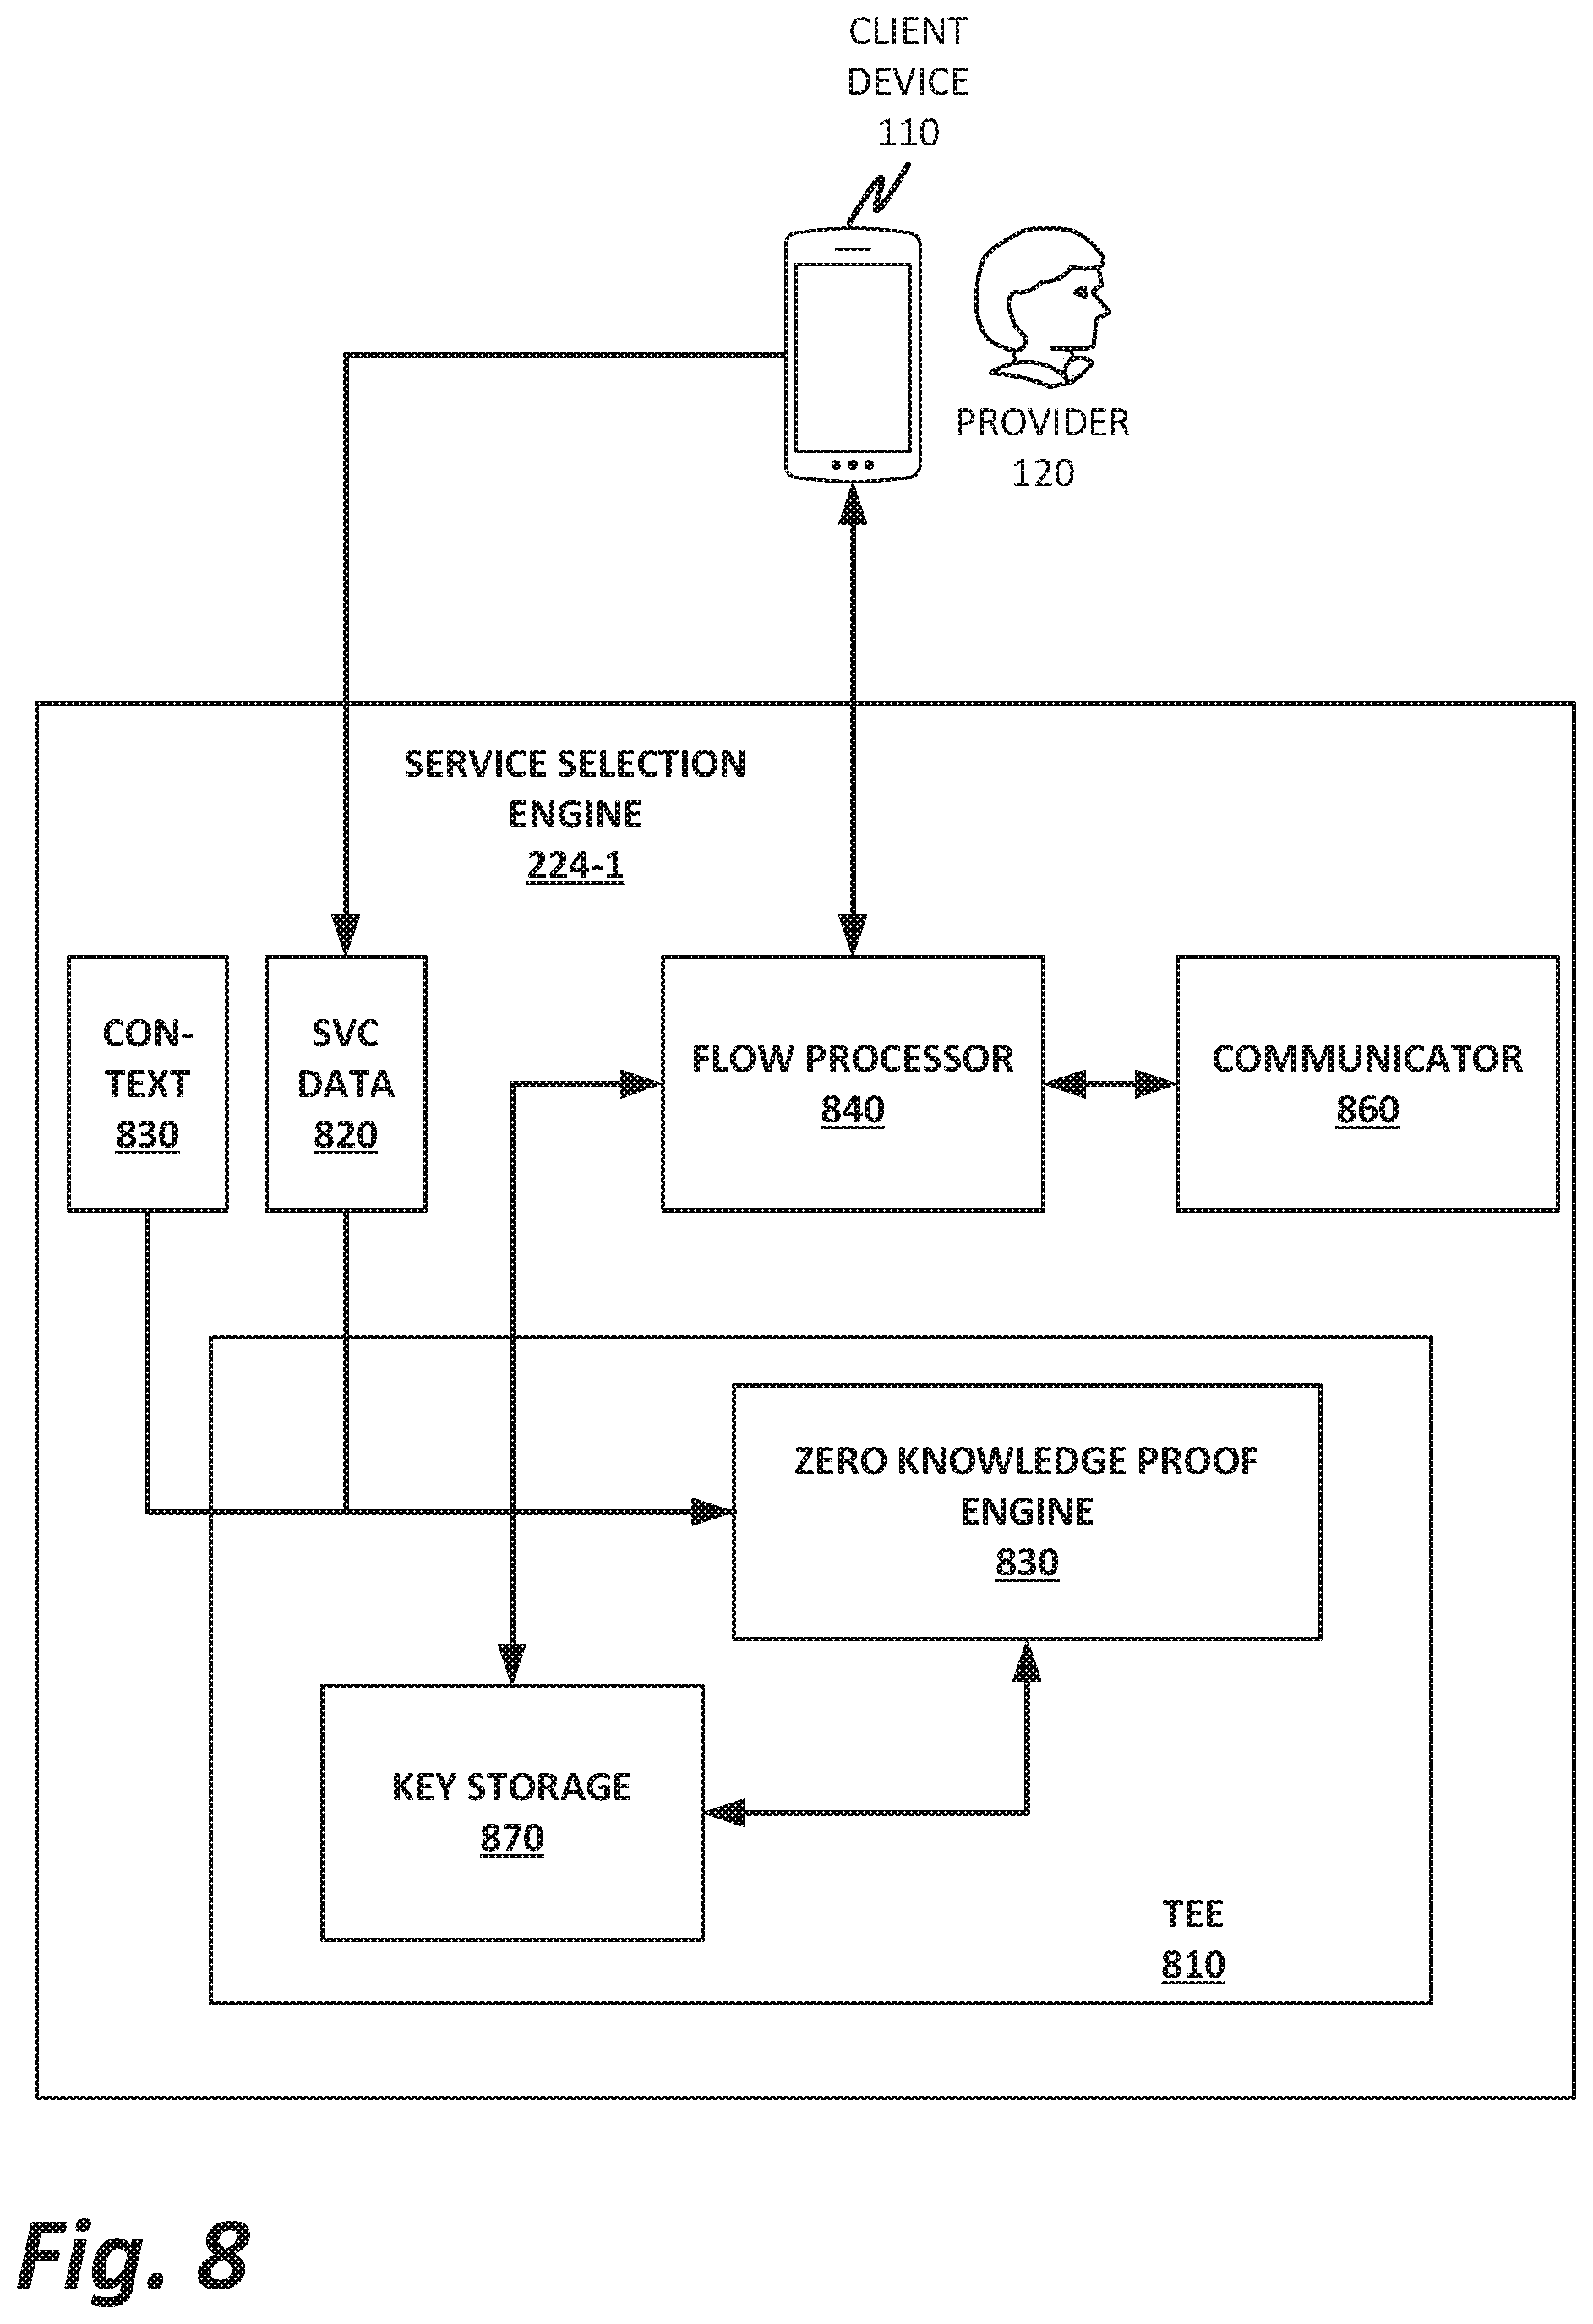 CLIENT
DEVICE
110
PROVIDER
120
SERVICE SELECTION
ENGINE
224-1
CON-
TEXT
830
SVC
DATA
820
FLOW PROCESSOR
840
COMMUNICATOR
860
ZERO KNOWLEDGE PROOF
ENGINE
830
KEY STORAGE
870
TEE
810
Fig. 8